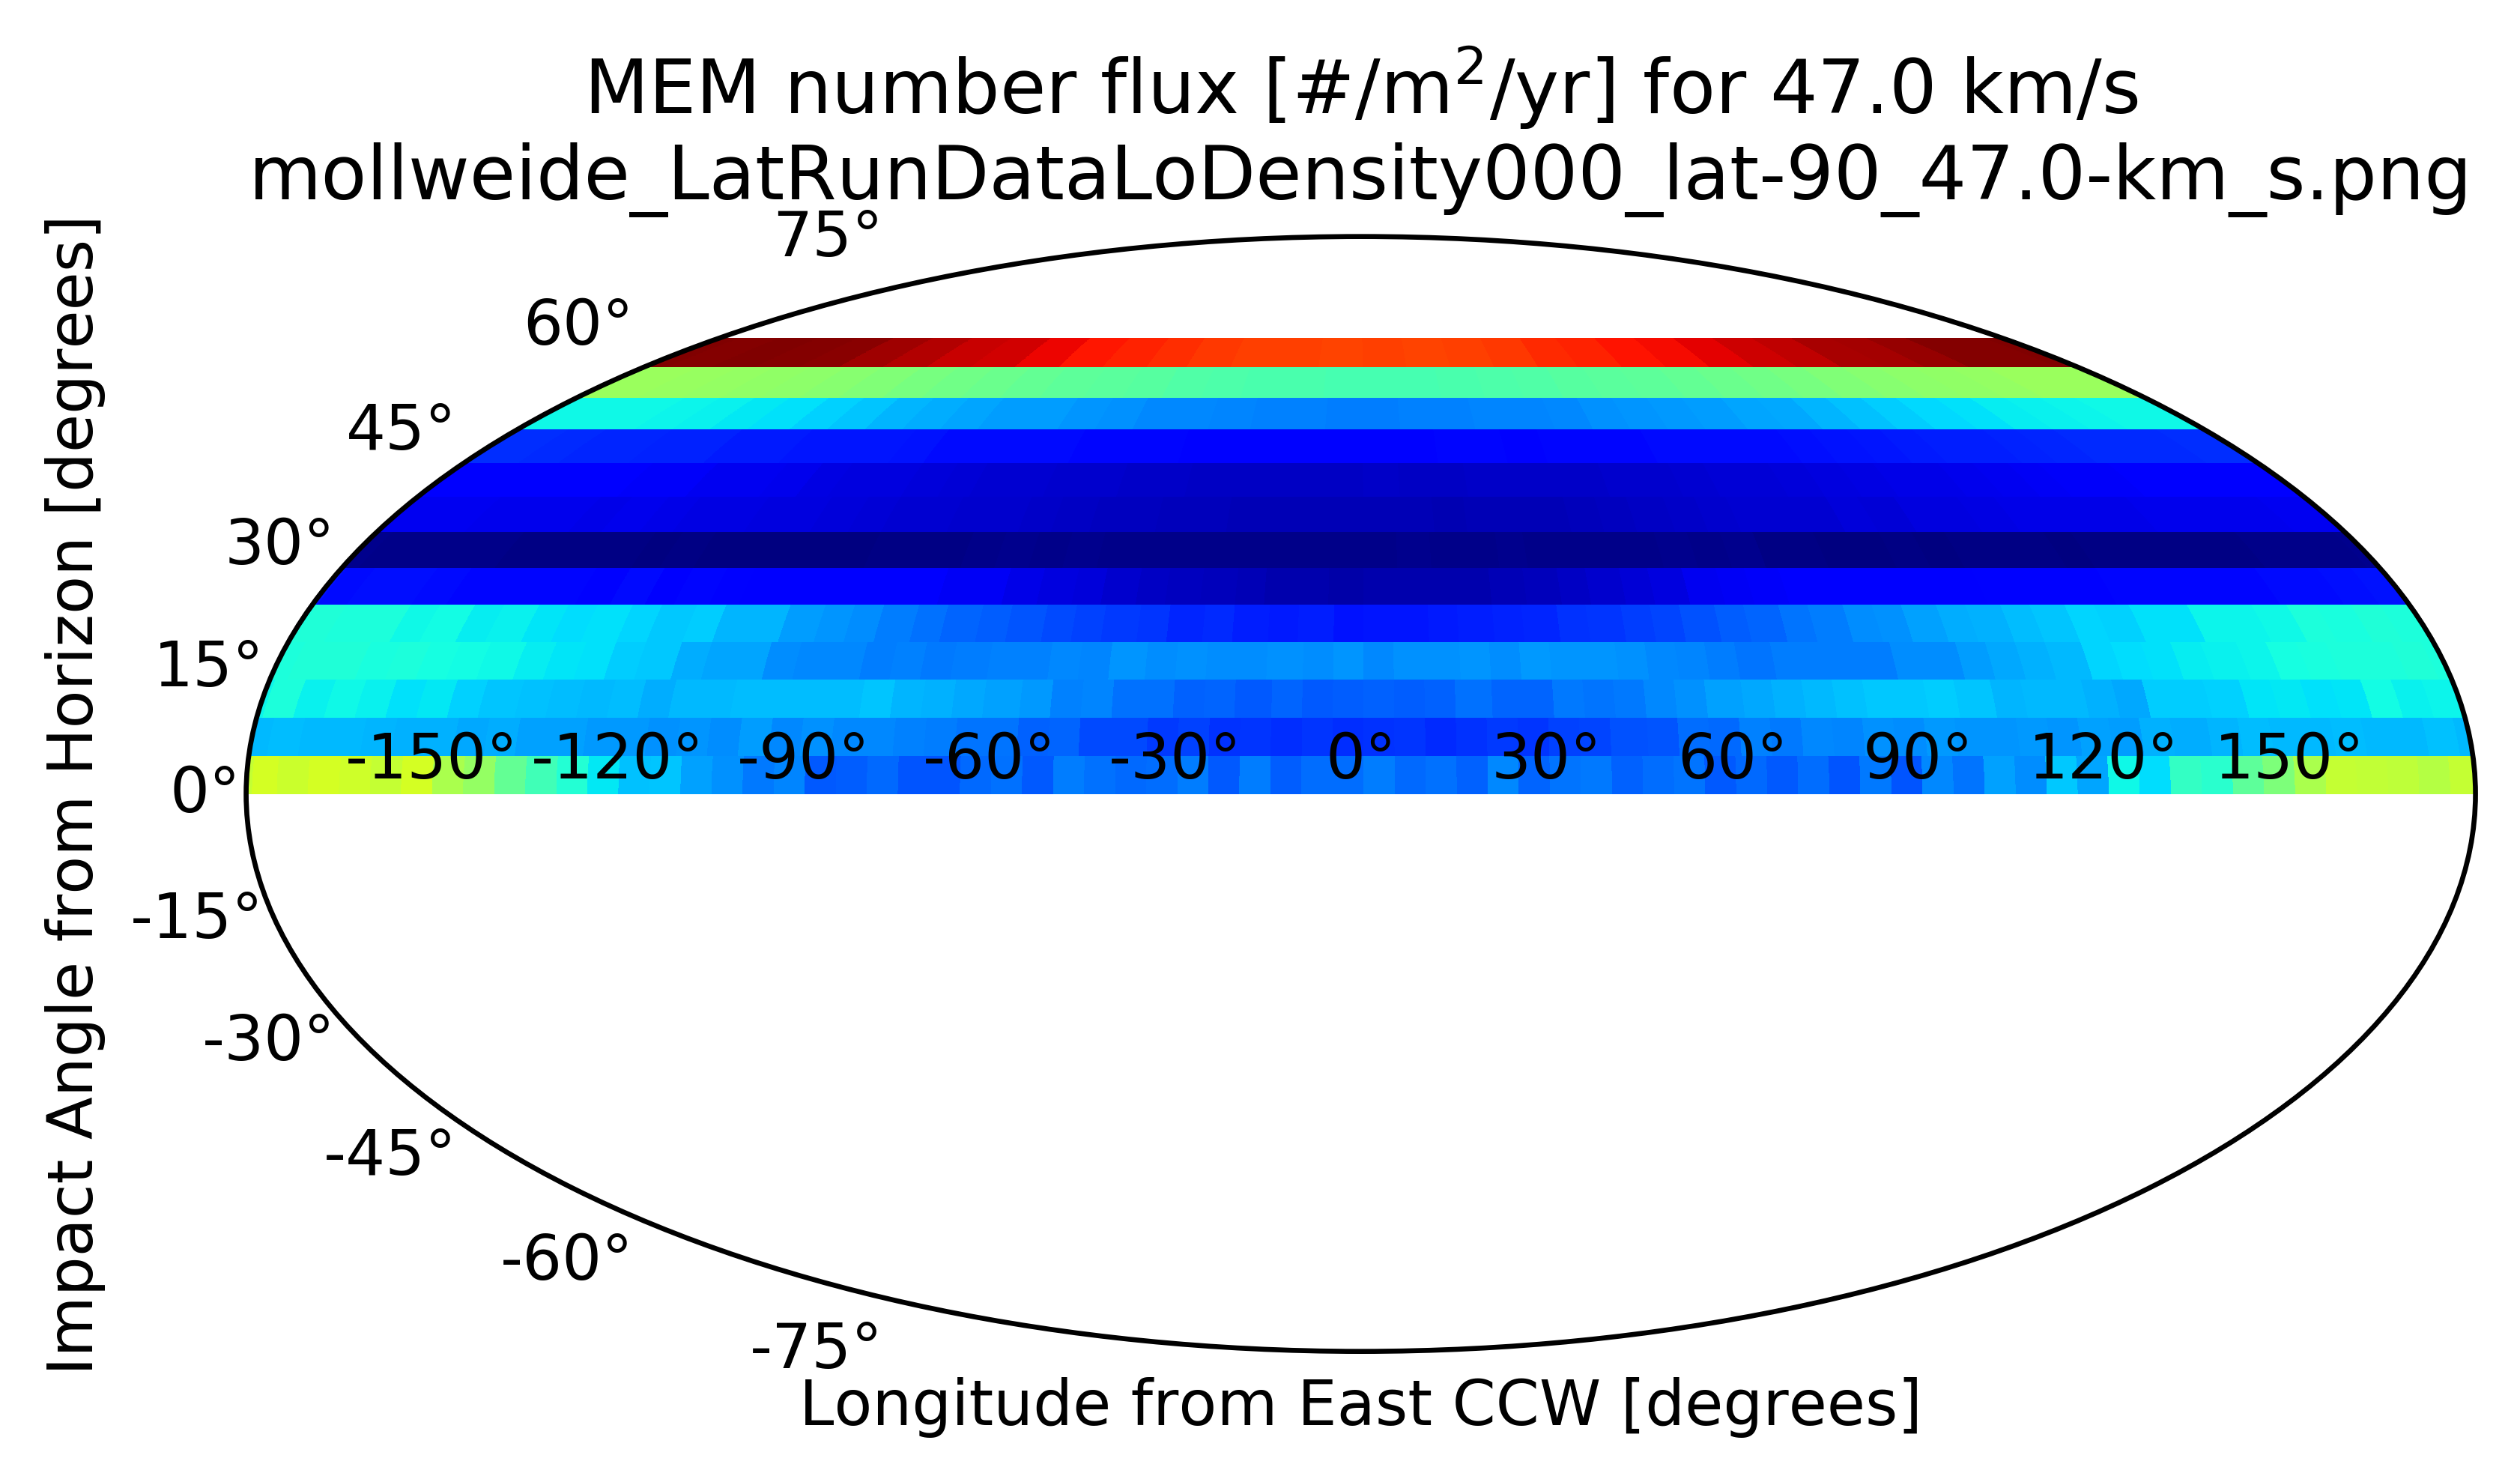 MEM number flux [#/m²/yr] for 47.0 km/s
mollweide_LatRunDataLoDensity000_lat-90_47.0-km_s.png
Impact Angle from Horizon [degrees]
75°
60°
45°
30°
15°
0°
-15°
-30°
-45°
-60°
-75°
-150° -120° -90° -60° -30° 0° 30° 60° 90° 120° 150°
Longitude from East CCW [degrees]